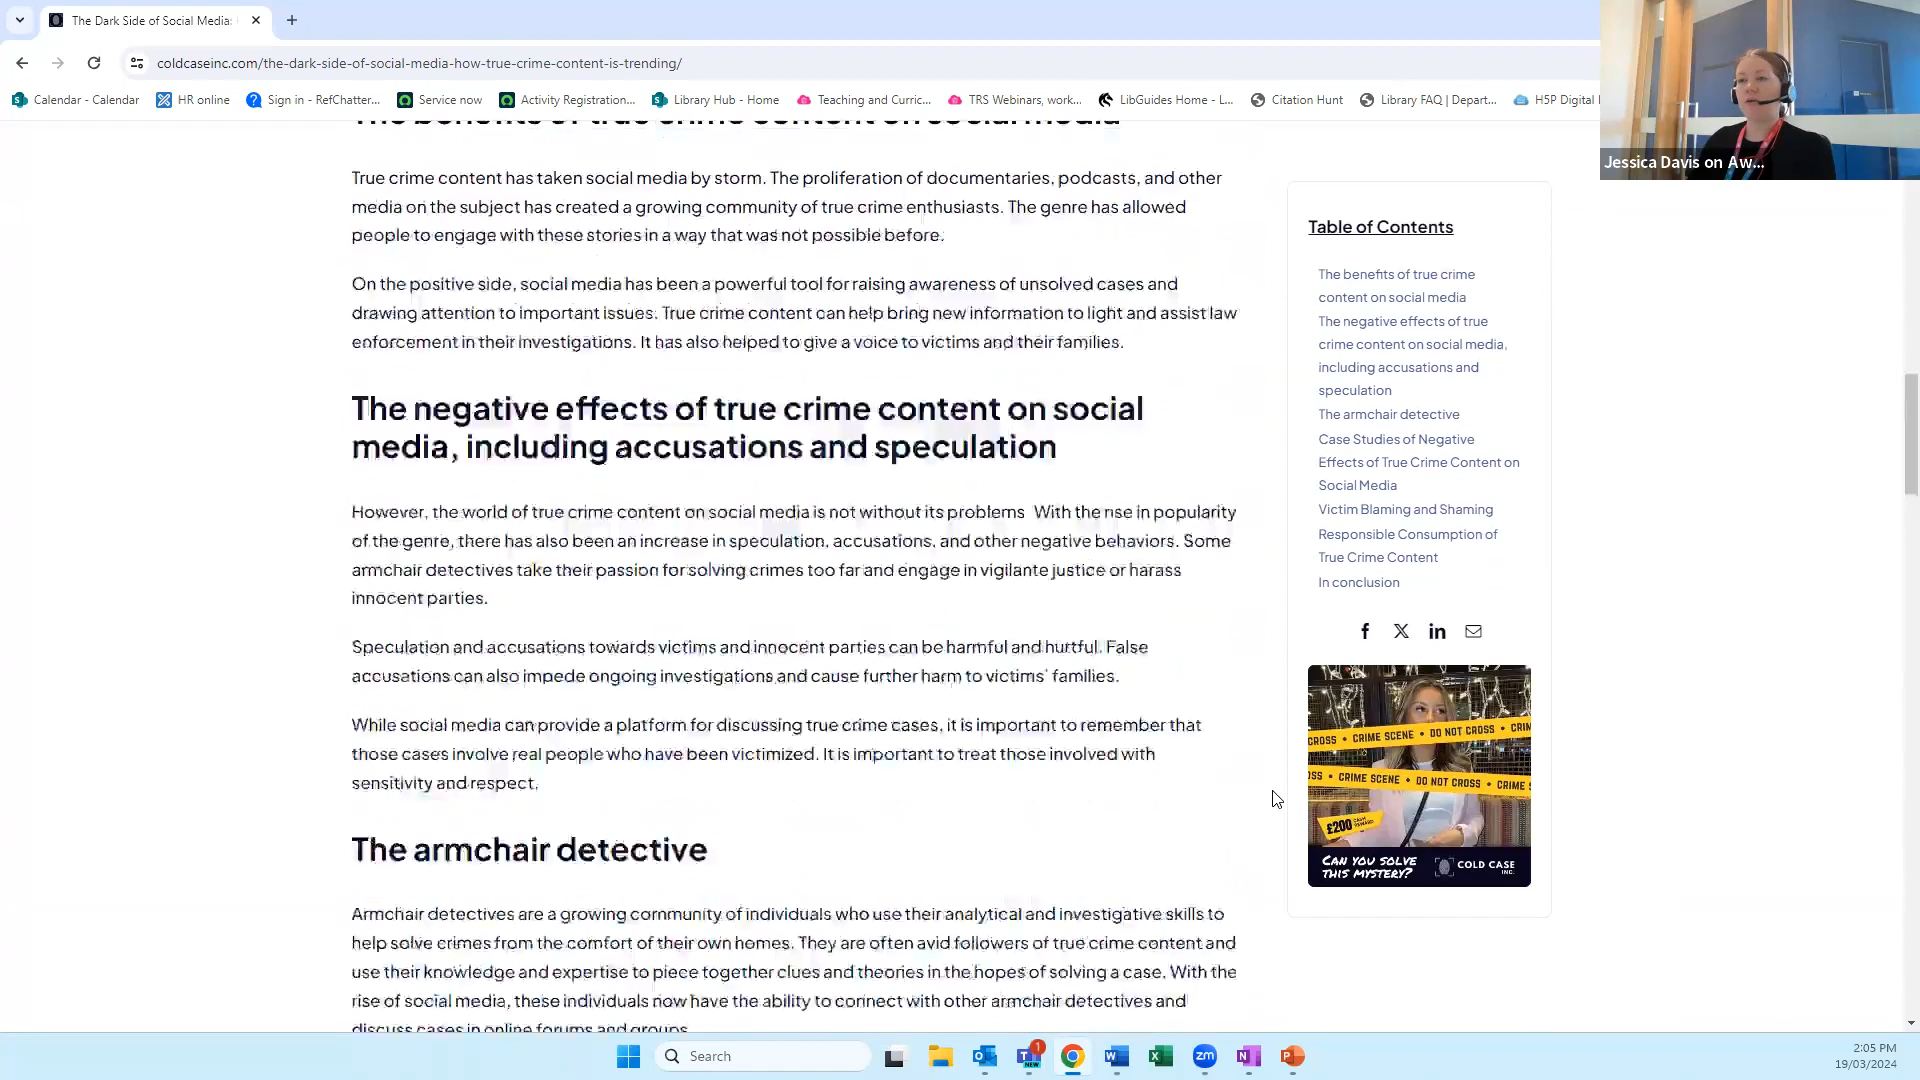 The Dark Side of Social Media:
coldcaseinc.com/the-dark-side-of-social-media-how-true-crime-content-is-trending/
Calendar - Calendar
HR online
Sign in - RefChatter...
Service now
Activity Registration...
Library Hub - Home
Teaching and Curric...
TRS Webinars, work...
LibGuides Home - L...
Citation Hunt
Library FAQ | Depart...
H5P Digital
Jessica Davis on Aw...
The benefits of true crime content on social media
True crime content has taken social media by storm. The proliferation of documentaries, podcasts, and other
media on the subject has created a growing community of true crime enthusiasts. The genre has allowed
people to engage with these stories in a way that was not possible before.
On the positive side, social media has been a powerful tool for raising awareness of unsolved cases and
drawing attention to important issues. True crime content can help bring new information to light and assist law
enforcement in their investigations. It has also helped to give a voice to victims and their families.
The negative effects of true crime content on social
media, including accusations and speculation
However, the world of true crime content on social media is not without its problems. With the rise in popularity
of the genre, there has also been an increase in speculation, accusations, and other negative behaviors. Some
armchair detectives take their passion for solving crimes too far and engage in vigilante justice or harass
innocent parties.
Speculation and accusations towards victims and innocent parties can be harmful and hurtful. False
accusations can also impede ongoing investigations and cause further harm to victims' families.
While social media can provide a platform for discussing true crime cases, it is important to remember that
those cases involve real people who have been victimized. It is important to treat those involved with
sensitivity and respect.
The armchair detective
Armchair detectives are a growing community of individuals who use their analytical and investigative skills to
help solve crimes from the comfort of their own homes. They are often avid followers of true crime content and
use their knowledge and expertise to piece together clues and theories in the hopes of solving a case. With the
rise of social media, these individuals now have the ability to connect with other armchair detectives and
discuss cases in online forums and groups.
Table of Contents
The benefits of true crime
content on social media
The negative effects of true
crime content on social media,
including accusations and
speculation
The armchair detective
Case Studies of Negative
Effects of True Crime Content on
Social Media
Victim Blaming and Shaming
Responsible Consumption of
True Crime Content
In conclusion
CROSS • CRIME SCENE • DO NOT CROSS • CRIM
OSS • CRIME SCENE • DO NOT CROSS • CRIME S
£200 CASH REWARD
CAN YOU SOLVE
THIS MYSTERY?
COLD CASE
INC.
Search
1
NEW
zm
2:05 PM
19/03/2024